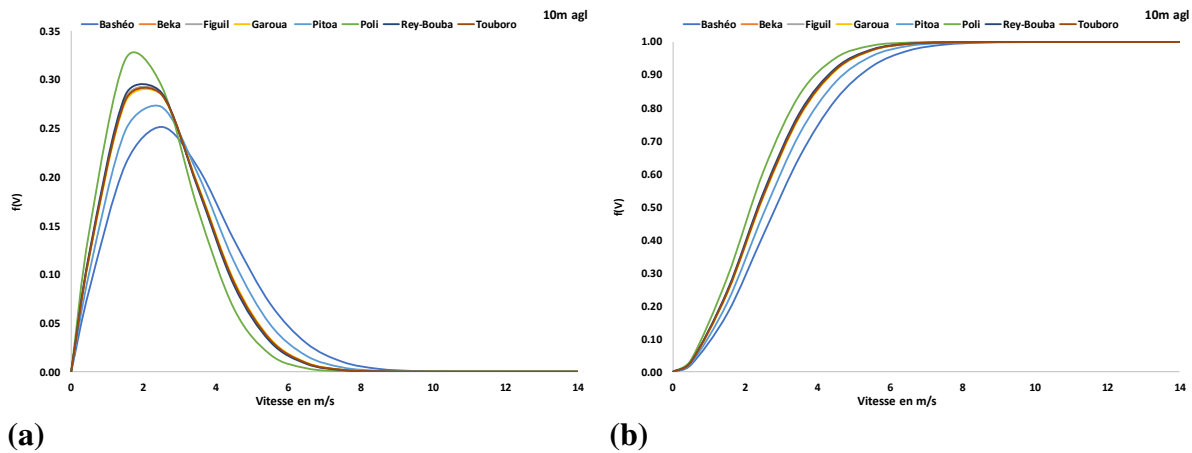 10m agl
Bashéo Beka Figuil Garoua Pitoa Poli Rey-Bouba Touboro
0.35
0.30
0.25
0.20
0.15
0.10
0.05
0.00
f(V)
0 2 4 6 8 10 12 14
Vitesse en m/s
(a)
10m agl
Bashéo Beka Figuil Garoua Pitoa Poli Rey-Bouba Touboro
1.00
0.90
0.80
0.70
0.60
0.50
0.40
0.30
0.20
0.10
0.00
f(V)
0 2 4 6 8 10 12 14
Vitesse en m/s
(b)